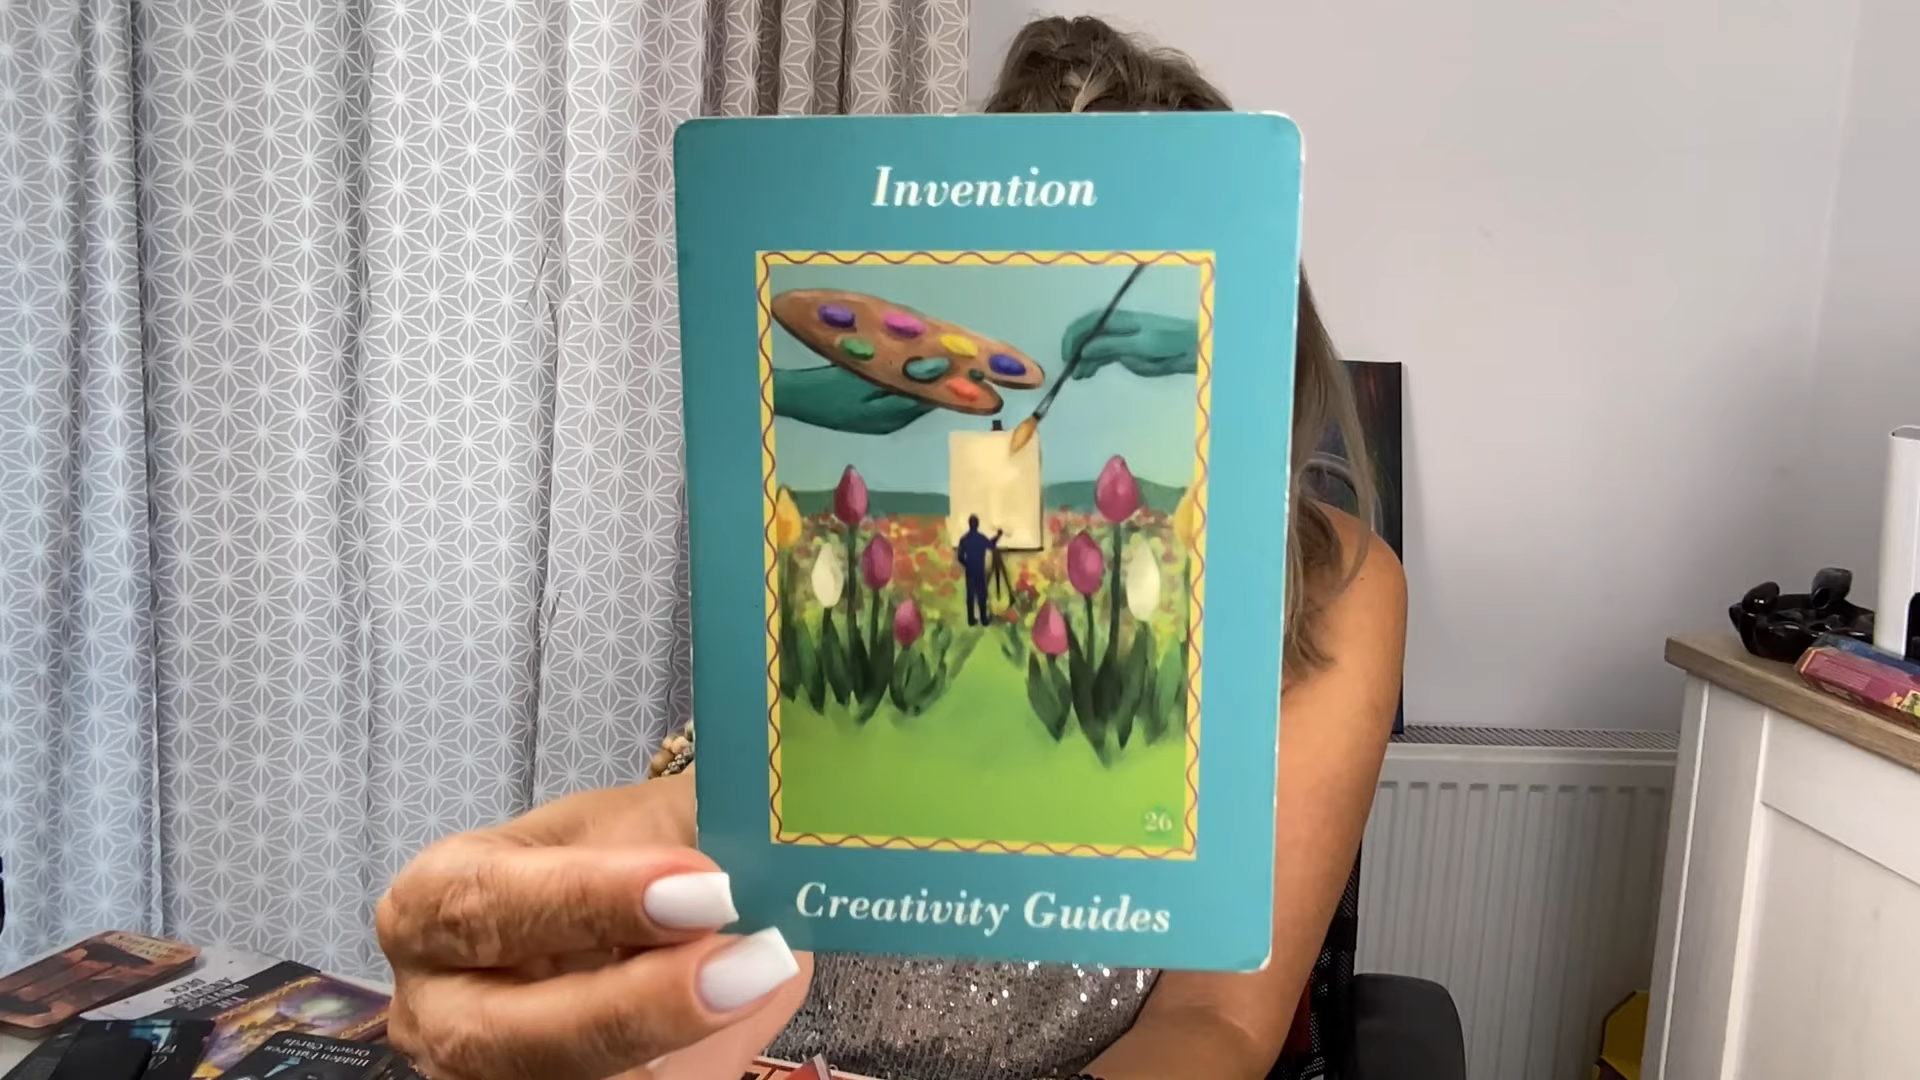 Invention
26
Creativity Guides
Hidden Futures
Oracle Cards